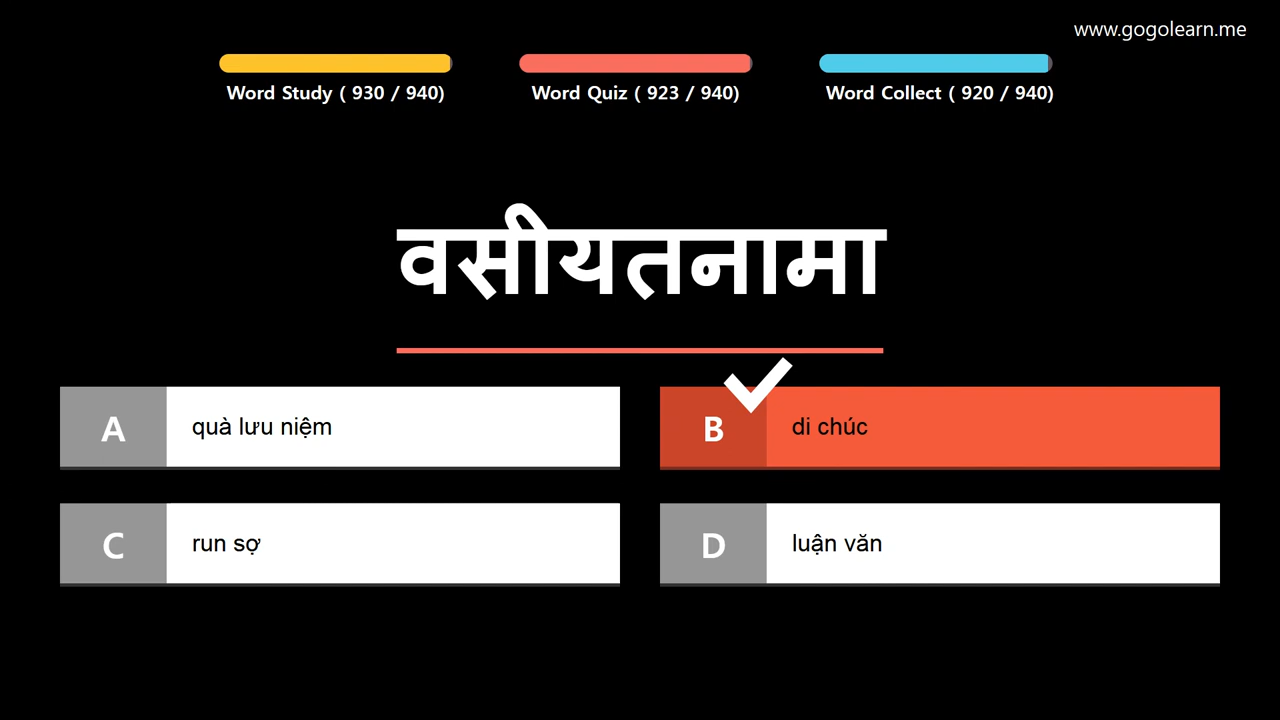 www.gogolearn.me
Word Study ( 930 / 940)
Word Quiz ( 923 / 940)
Word Collect ( 920 / 940)
वसीयतनामा
A
quà lưu niệm
B
di chúc
C
run sợ
D
luận văn